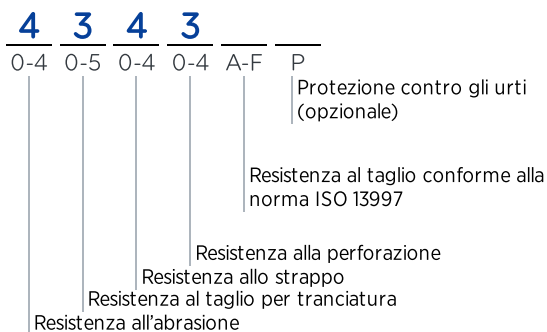 4 3 4 3
0-4 0-5 0-4 0-4 A-F P
Protezione contro gli urti
(opzionale)
Resistenza al taglio conforme alla
norma ISO 13997
Resistenza alla perforazione
Resistenza allo strappo
Resistenza al taglio per tranciatura
Resistenza all'abrasione